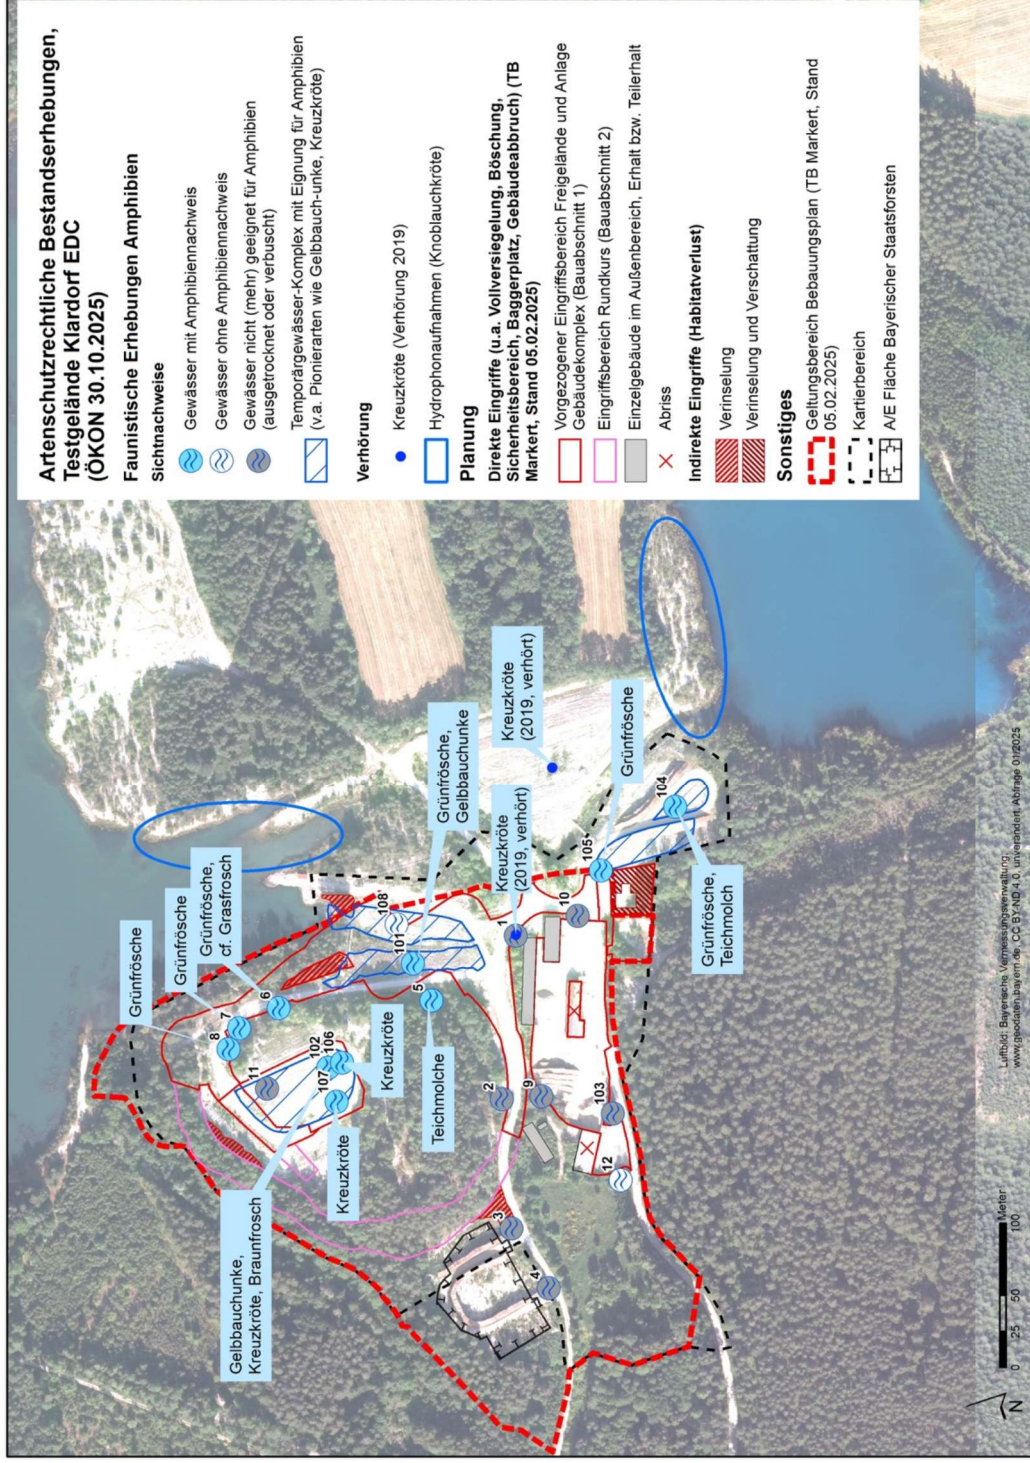 Artenschutzrechtliche Bestandserhebungen,
Testgelände Klardorf EDC
(ÖKON 30.10.2025)
Faunistische Erhebungen Amphibien
Sichtnachweise
Gewässer mit Amphibiennachweis
Gewässer ohne Amphibiennachweis
Gewässer nicht (mehr) geeignet für Amphibien
(ausgetrocknet oder verbuscht)
Temporärgewässer-Komplex mit Eignung für Amphibien
(v.a. Pionierarten wie Gelbbauch-unke, Kreuzkröte)
Verhörung
Kreuzkröte (Verhörung 2019)
Hydrophonaufnahmen (Knoblauchkröte)
Planung
Direkte Eingriffe (u.a. Vollversiegelung, Böschung,
Sicherheitsbereich, Baggerplatz, Gebäudeabbruch) (TB
Markert, Stand 05.02.2025)
Vorgezogener Eingriffsbereich Freigelände und Anlage
Gebäudekomplex (Bauabschnitt 1)
Eingriffsbereich Rundkurs (Bauabschnitt 2)
Einzelgebäude im Außenbereich, Erhalt bzw. Teilerhalt
Abriss
Indirekte Eingriffe (Habitatverlust)
Verinselung
Verinselung und Verschattung
Sonstiges
Geltungsbereich Bebauungsplan (TB Markert, Stand
05.02.2025)
Kartierbereich
A/E Fläche Bayerischer Staatsforsten
Grünfrösche
Grünfrösche
Grünfrösche,
cf. Grasfrosch
Grünfrösche,
Gelbbauchunke
Kreuzkröte
(2019, verhört)
Kreuzkröte
(2019, verhört)
Grünfrösche
Grünfrösche,
Teichmolch
Teichmolche
Kreuzkröte
Kreuzkröte
Gelbbauchunke,
Kreuzkröte, Braunfrosch
8
7
6
11
102
106
107
108
101
5
1
10
105
104
2
9
103
12
3
4
N
0 25 50 100
Meter
Luftbild: Bayerische Vermessungsverwaltung,
www.geodaten.bayern.de, CC BY-ND 4.0, unverändert, Abfrage 01/2025